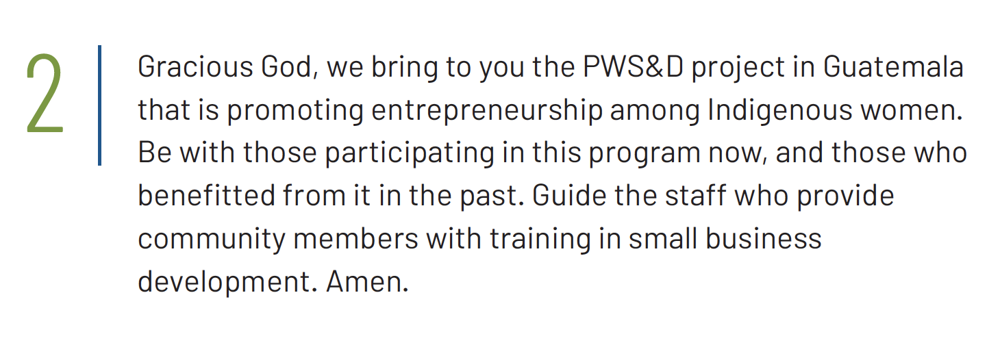 2
Gracious God, we bring to you the PWS&D project in Guatemala
that is promoting entrepreneurship among Indigenous women.
Be with those participating in this program now, and those who
benefitted from it in the past. Guide the staff who provide
community members with training in small business
development. Amen.